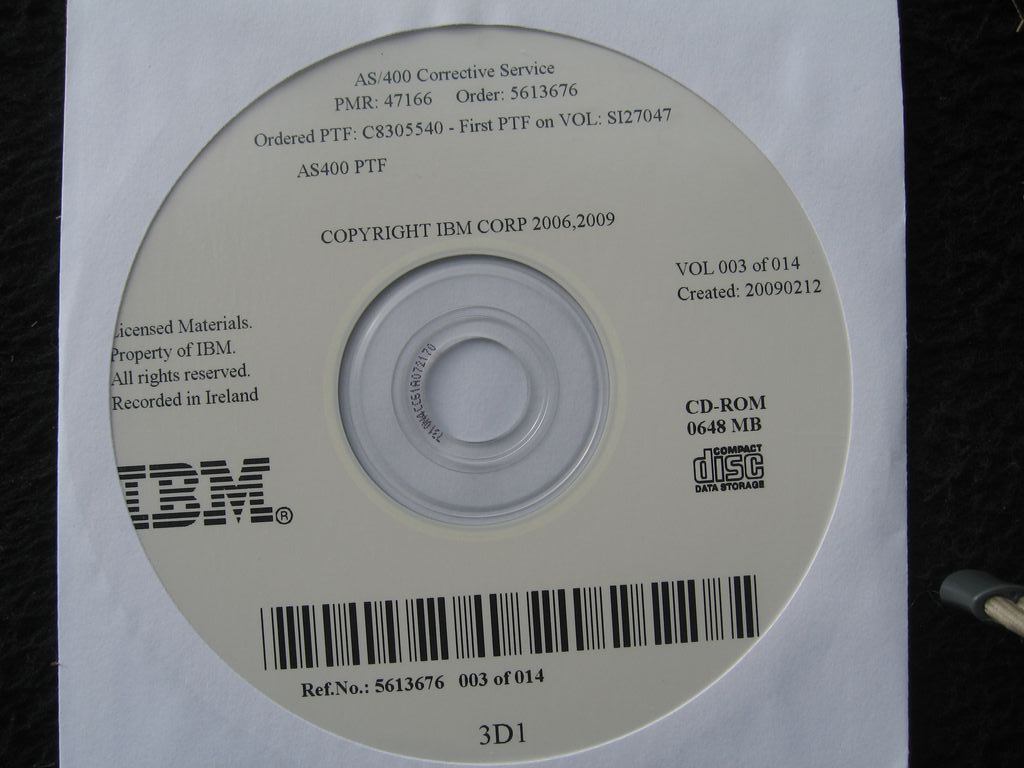 AS/400 Corrective Service
PMR: 47166 Order: 5613676
Ordered PTF: C8305540 - First PTF on VOL: SI27047
AS400 PTF
COPYRIGHT IBM CORP 2006,2009
VOL 003 of 014
Created: 20090212
Licensed Materials.
Property of IBM.
All rights reserved.
Recorded in Ireland
CD-ROM
0648 MB
COMPACT
disc
DATA STORAGE
IBM®
Ref.No.: 5613676 003 of 014
3D1